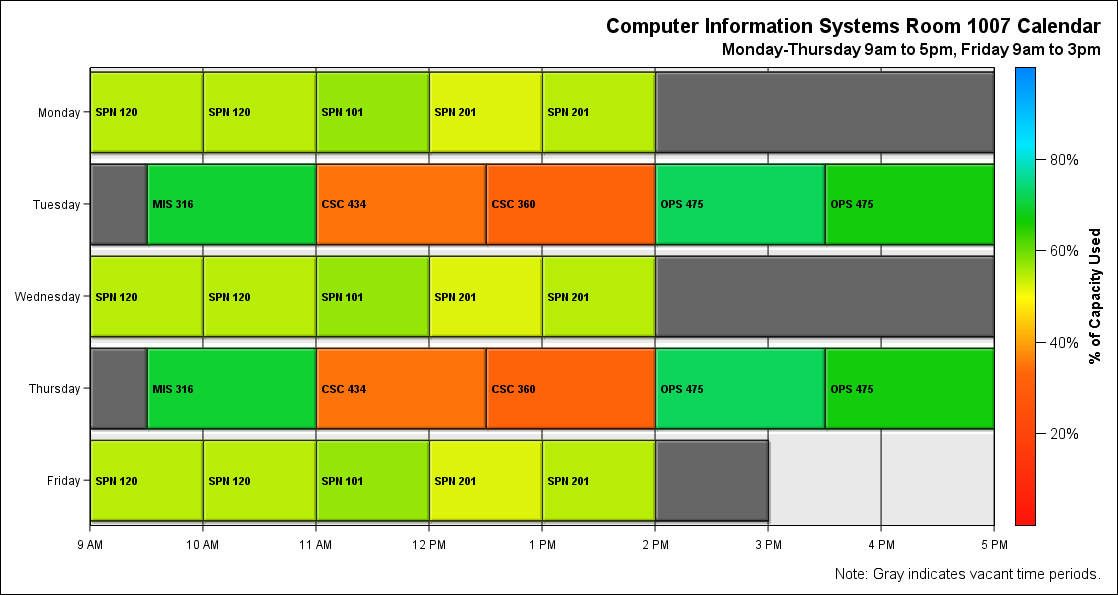 Computer Information Systems Room 1007 Calendar
Monday-Thursday 9am to 5pm, Friday 9am to 3pm
Monday SPN 120 SPN 120 SPN 101 SPN 201 SPN 201
Tuesday MIS 316 CSC 434 CSC 360 OPS 475 OPS 475
Wednesday SPN 120 SPN 120 SPN 101 SPN 201 SPN 201
Thursday MIS 316 CSC 434 CSC 360 OPS 475 OPS 475
Friday SPN 120 SPN 120 SPN 101 SPN 201 SPN 201
9 AM 10 AM 11 AM 12 PM 1 PM 2 PM 3 PM 4 PM 5 PM
80%
60%
40%
20%
% of Capacity Used
Note: Gray indicates vacant time periods.